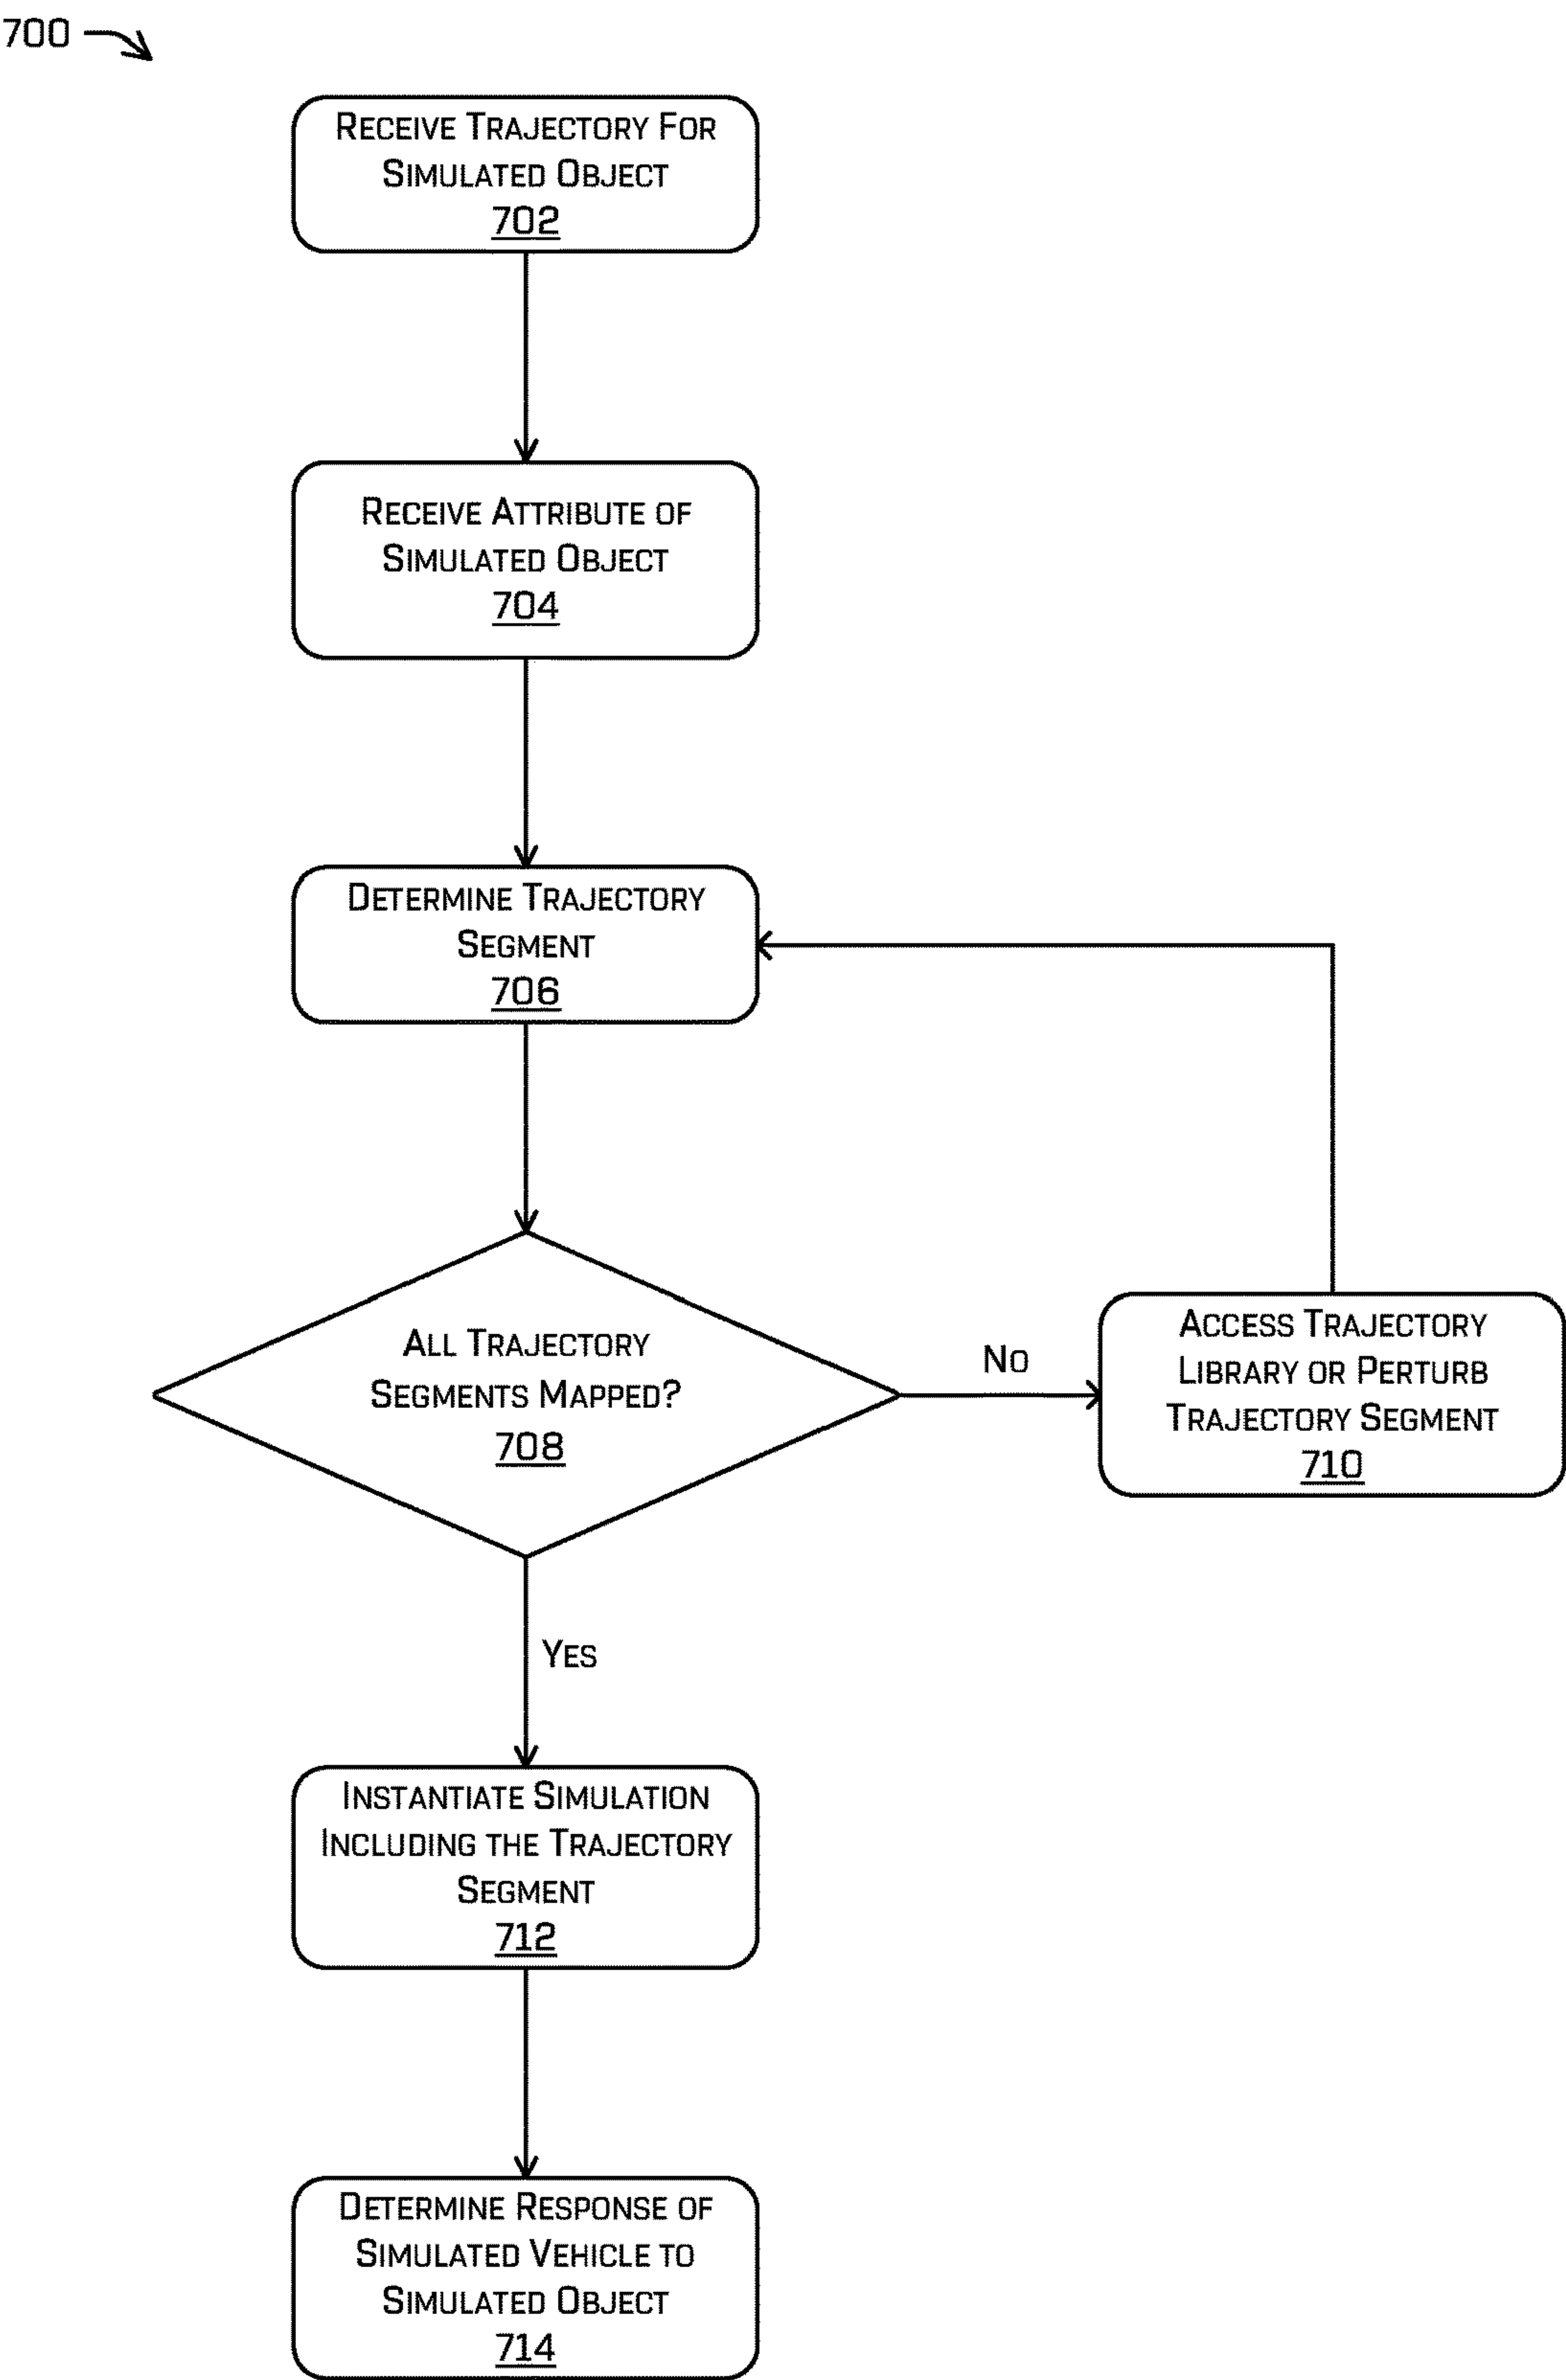 700
RECEIVE TRAJECTORY FOR
SIMULATED OBJECT
702
RECEIVE ATTRIBUTE OF
SIMULATED OBJECT
704
DETERMINE TRAJECTORY
SEGMENT
706
ALL TRAJECTORY
SEGMENTS MAPPED?
708
NO
ACCESS TRAJECTORY
LIBRARY OR PERTURB
TRAJECTORY SEGMENT
710
YES
INSTANTIATE SIMULATION
INCLUDING THE TRAJECTORY
SEGMENT
712
DETERMINE RESPONSE OF
SIMULATED VEHICLE TO
SIMULATED OBJECT
714